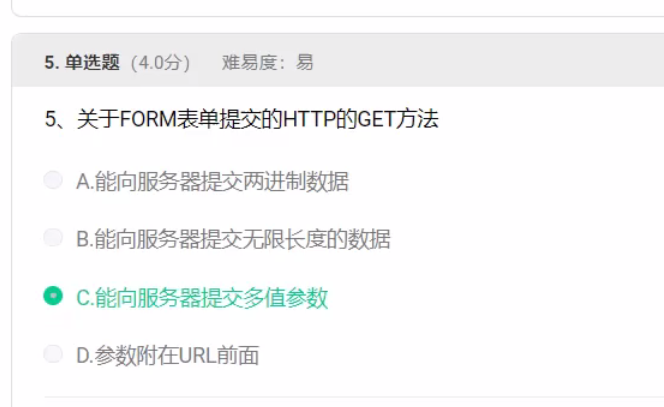 5. 单选题（4.0分） 难易度：易
5、关于FORM表单提交的HTTP的GET方法
A.能向服务器提交两进制数据
B.能向服务器提交无限长度的数据
C.能向服务器提交多值参数
D.参数附在URL前面